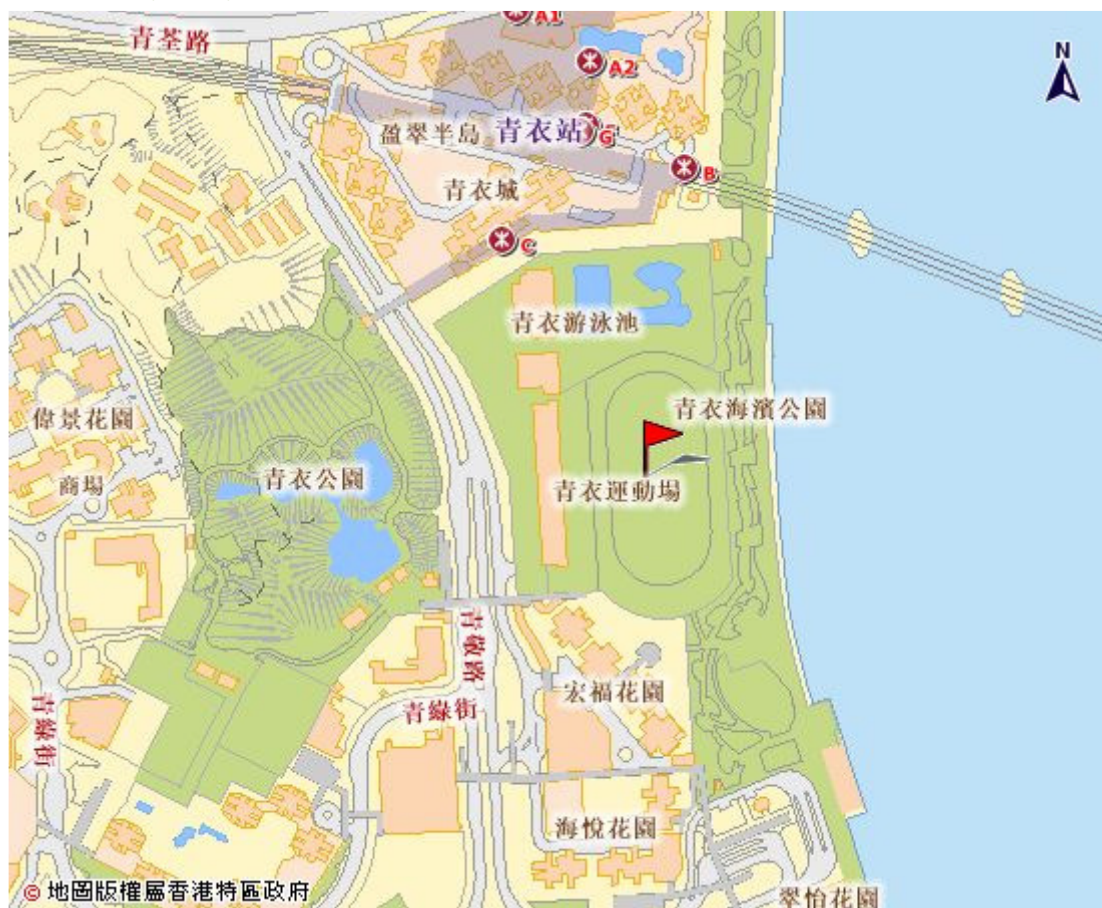 A1
青荃路
N
A2
盈翠半島
青衣站
G
B
青衣城
C
青衣游泳池
青衣海濱公園
偉景花園
青衣公園
商場
青衣運動場
青敬路
宏福花園
青綠街
青綠街
海悅花園
© 地圖版權屬香港特區政府
翠怡花園